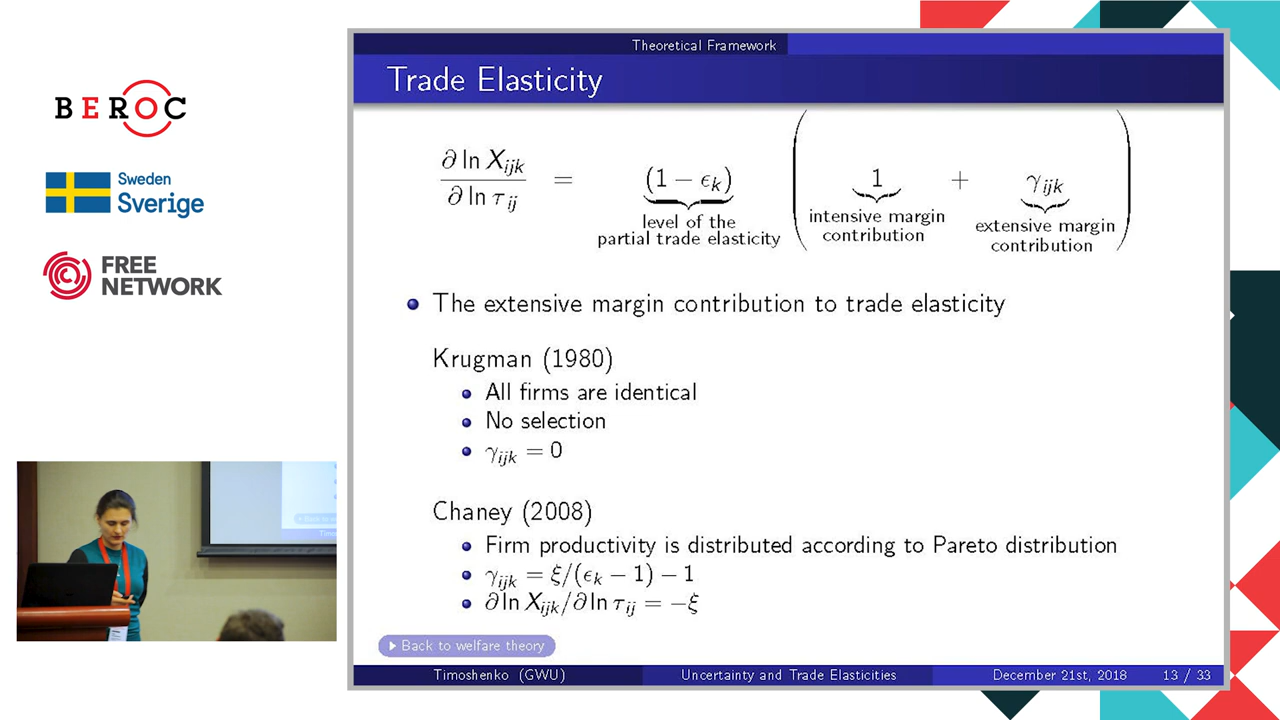 BEROC
Sweden
Sverige
FREE
NETWORK
Theoretical Framework
Trade Elasticity
∂ ln X_ijk / ∂ ln τ_ij = (1 − ϵ_k) ( 1 + γ_ijk )
level of the
partial trade elasticity
intensive margin
contribution
extensive margin
contribution
The extensive margin contribution to trade elasticity
Krugman (1980)
All firms are identical
No selection
γ_ijk = 0
Chaney (2008)
Firm productivity is distributed according to Pareto distribution
γ_ijk = ξ/(ϵ_k − 1) − 1
∂ ln X_ijk/∂ ln τ_ij = −ξ
Back to welfare theory
Timoshenko (GWU) Uncertainty and Trade Elasticities December 21st, 2018 13 / 33